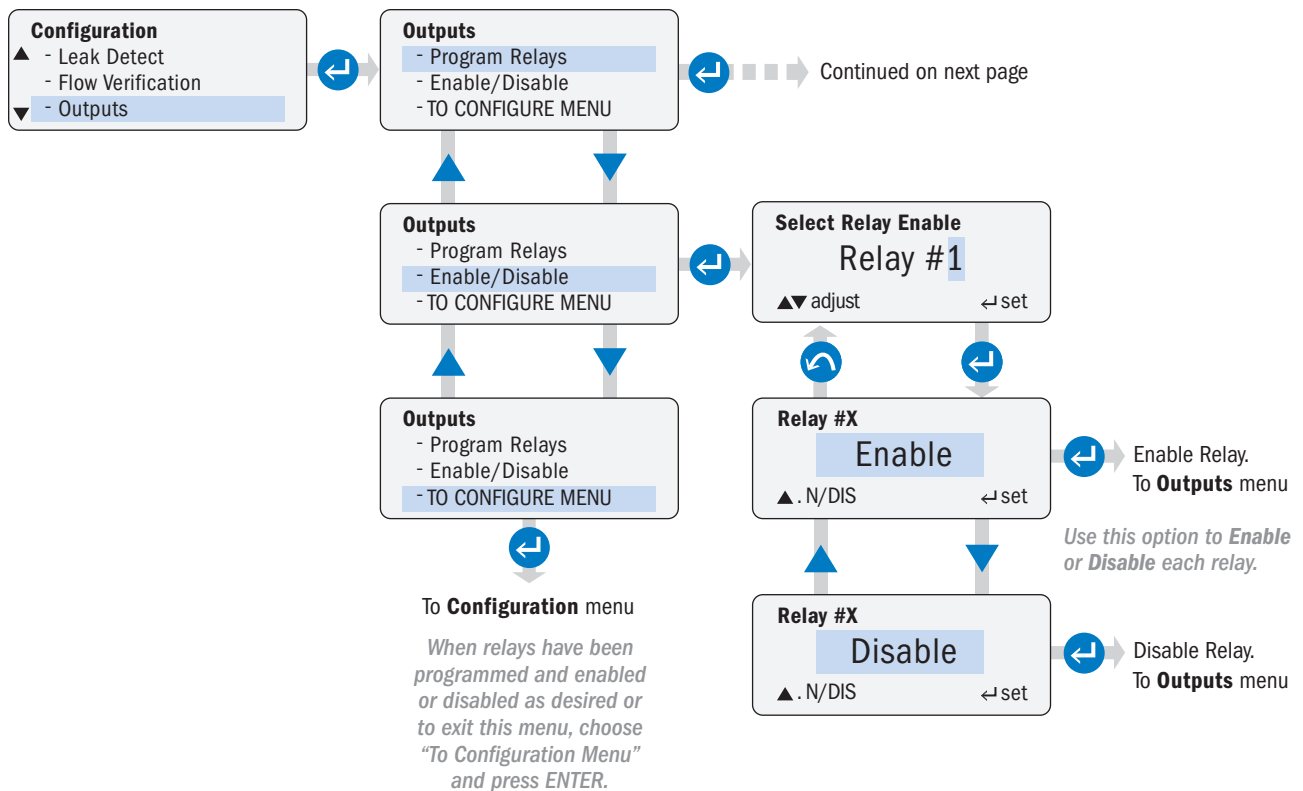 Configuration
▲ - Leak Detect
- Flow Verification
▼ - Outputs
Outputs
- Program Relays
- Enable/Disable
- TO CONFIGURE MENU
Continued on next page
Outputs
- Program Relays
- Enable/Disable
- TO CONFIGURE MENU
Select Relay Enable
Relay #1
▲▼ adjust ↵ set
Outputs
- Program Relays
- Enable/Disable
- TO CONFIGURE MENU
Relay #X
Enable
▲ . N/DIS ↵ set
Enable Relay.
To Outputs menu
Use this option to Enable
or Disable each relay.
To Configuration menu
When relays have been
programmed and enabled
or disabled as desired or
to exit this menu, choose
“To Configuration Menu”
and press ENTER.
Relay #X
Disable
▲ . N/DIS ↵ set
Disable Relay.
To Outputs menu